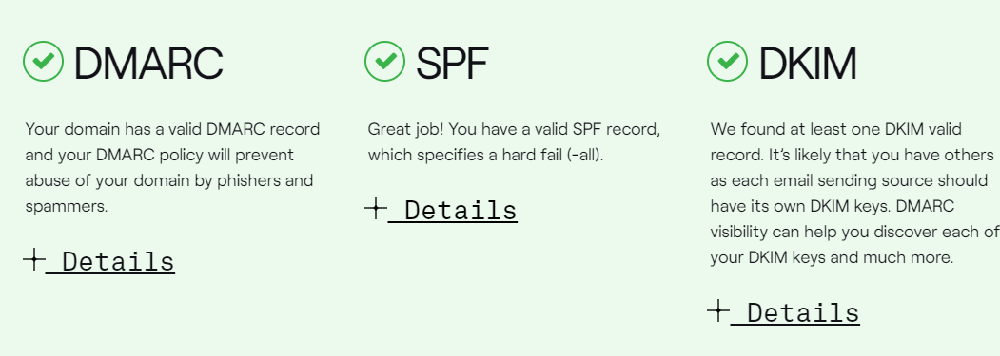 DMARC
Your domain has a valid DMARC record
and your DMARC policy will prevent
abuse of your domain by phishers and
spammers.
Details
SPF
Great job! You have a valid SPF record,
which specifies a hard fail (-all).
Details
DKIM
We found at least one DKIM valid
record. It’s likely that you have others
as each email sending source should
have its own DKIM keys. DMARC
visibility can help you discover each of
your DKIM keys and much more.
Details